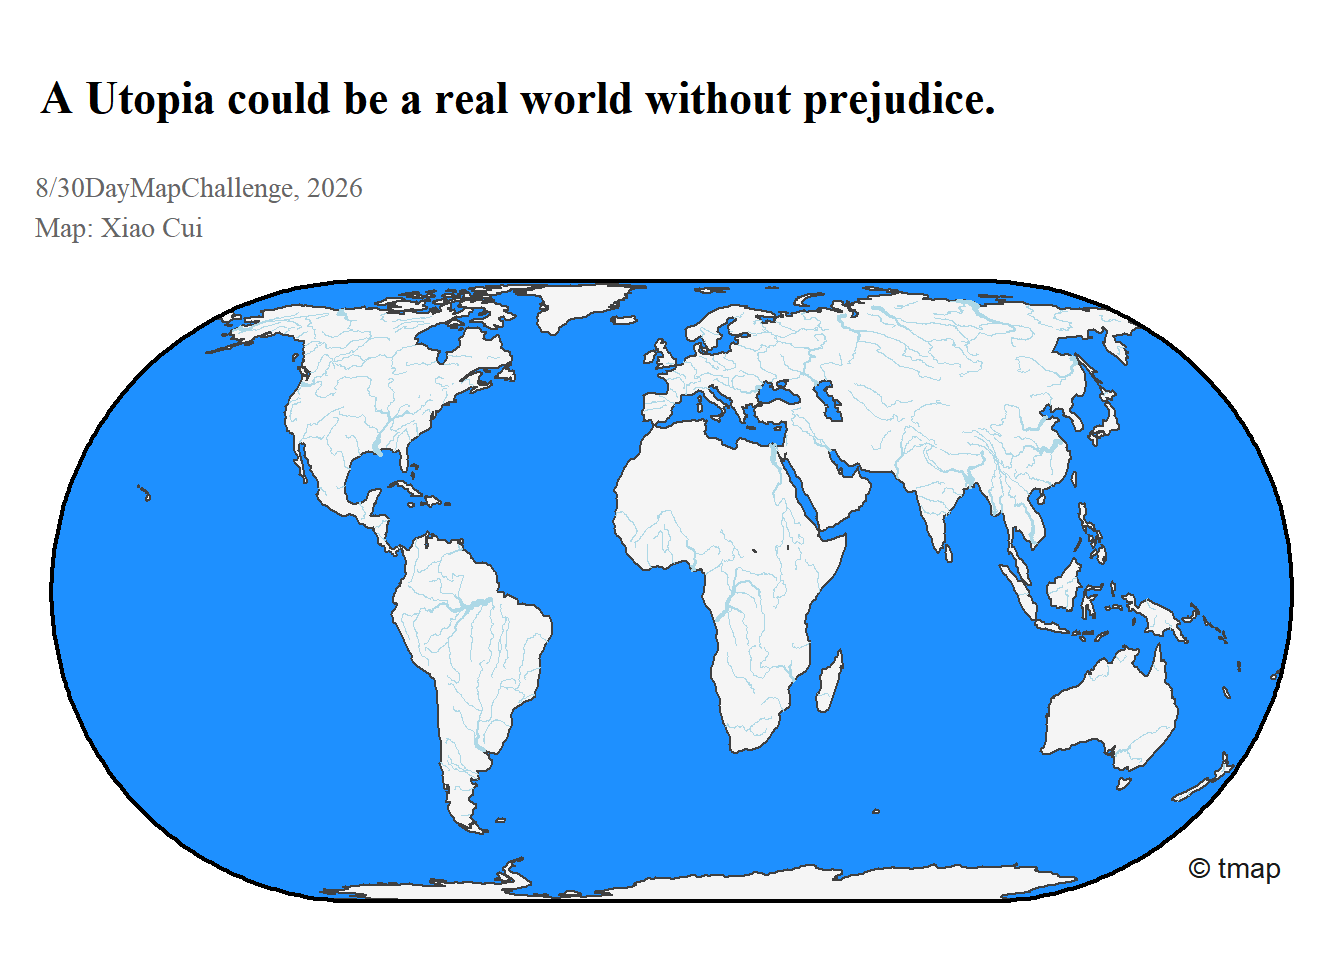 A Utopia could be a real world without prejudice.
8/30DayMapChallenge, 2026
Map: Xiao Cui
© tmap